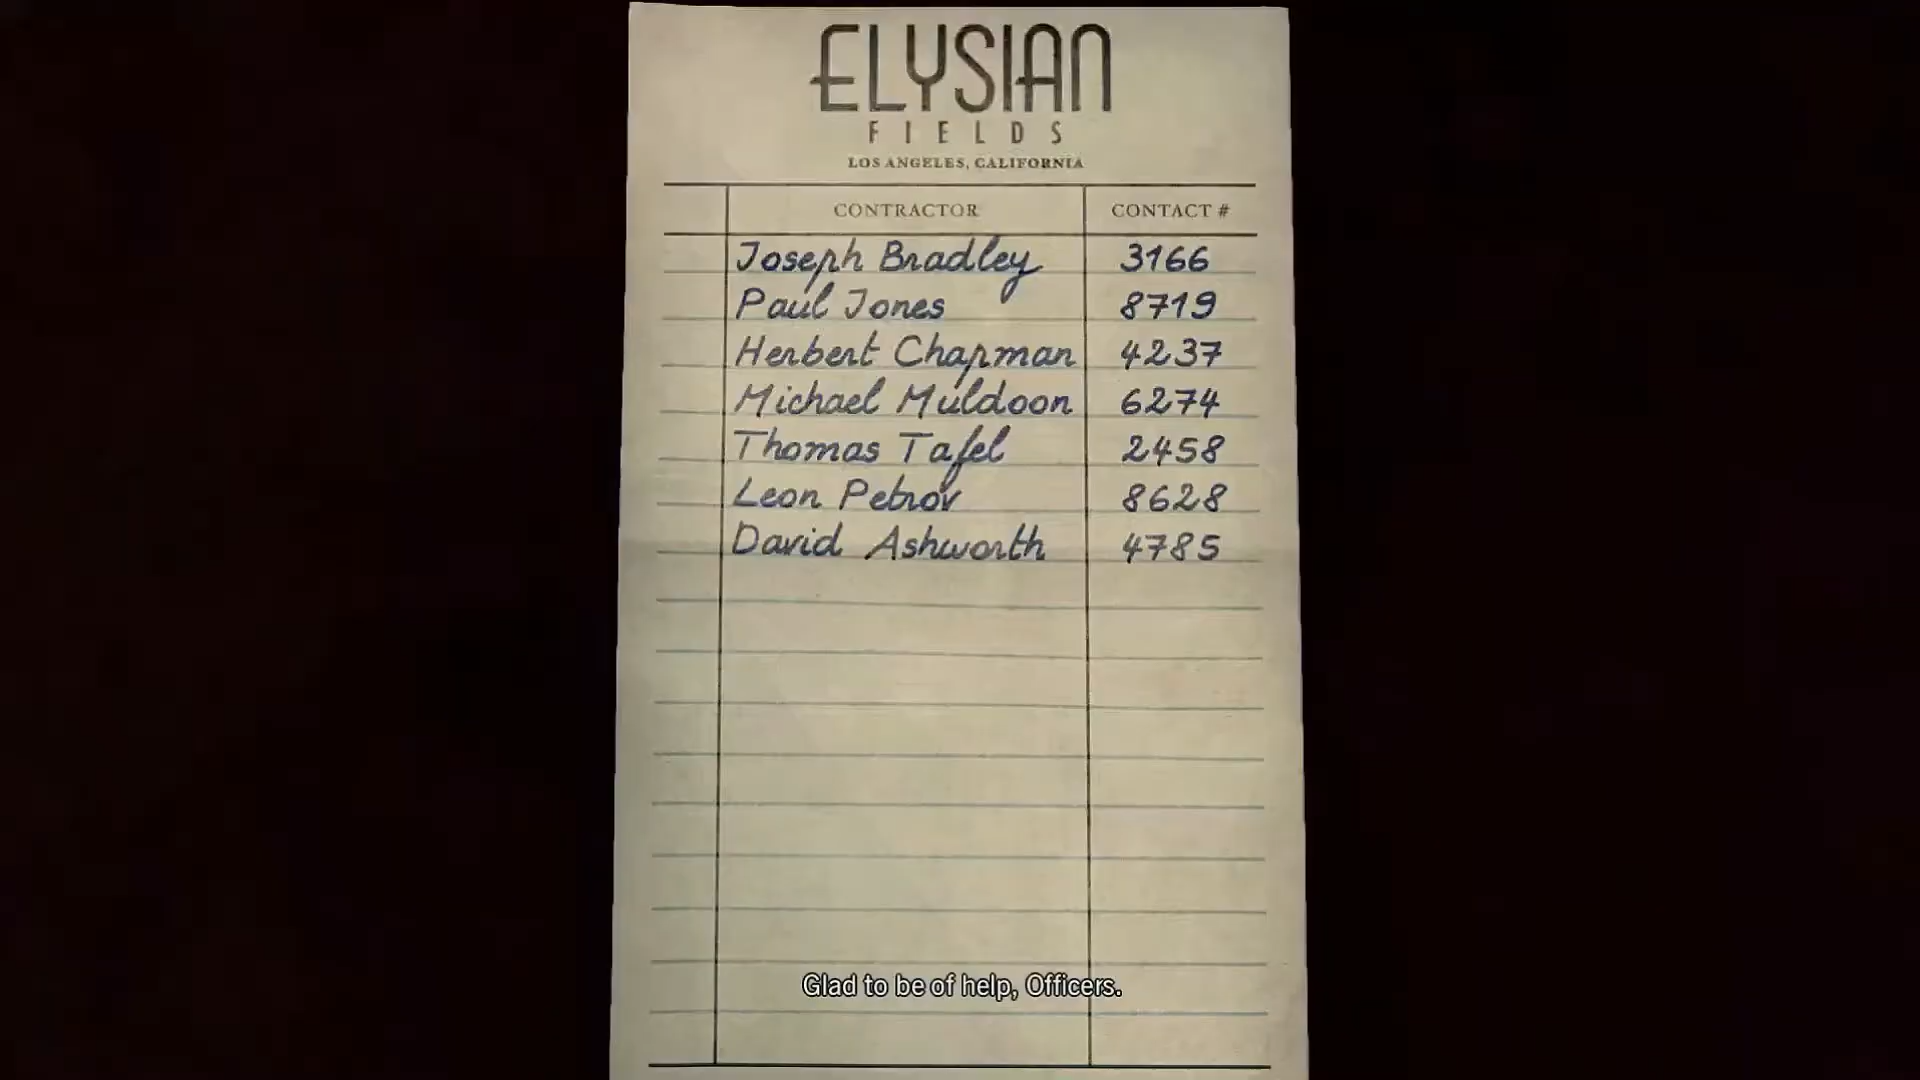 ELYSIAN
FIELDS
LOS ANGELES, CALIFORNIA
CONTRACTOR CONTACT #
Joseph Bradley 3166
Paul Jones 8719
Herbert Chapman 4237
Michael Muldoon 6274
Thomas Tafel 2458
Leon Petrov 8628
David Ashworth 4785
Glad to be of help, Officers.